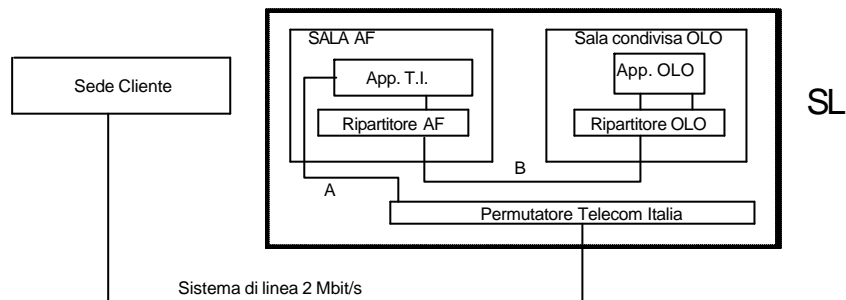 SALA AF
Sala condivisa OLO
Sede Cliente
App. T.I.
App. OLO
SL
Ripartitore AF
Ripartitore OLO
B
A
Permutatore Telecom Italia
Sistema di linea 2 Mbit/s